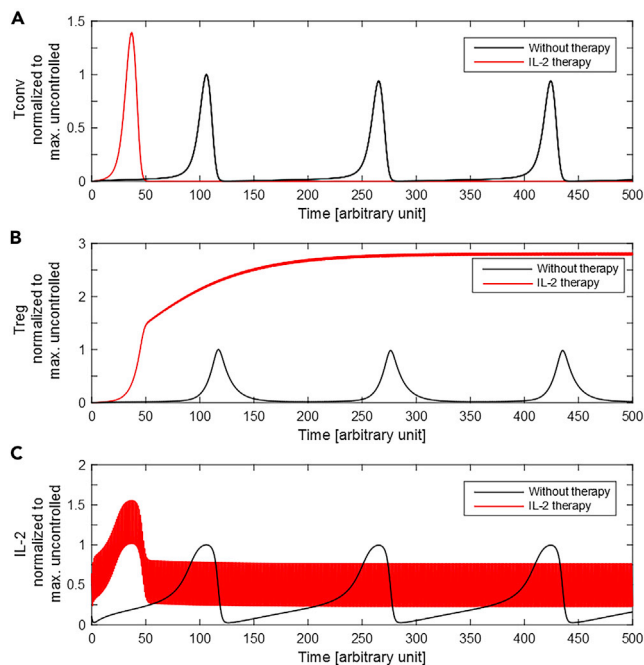 A
Tconv
normalized to
max. uncontrolled
1.5
1
0.5
0
Without therapy
IL-2 therapy
0 50 100 150 200 250 300 350 400 450 500
Time [arbitrary unit]
B
Treg
normalized to
max. uncontrolled
3
2
1
0
Without therapy
IL-2 therapy
0 50 100 150 200 250 300 350 400 450 500
Time [arbitrary unit]
C
IL-2
normalized to
max. uncontrolled
2
1.5
1
0.5
0
Without therapy
IL-2 therapy
0 50 100 150 200 250 300 350 400 450 500
Time [arbitrary unit]